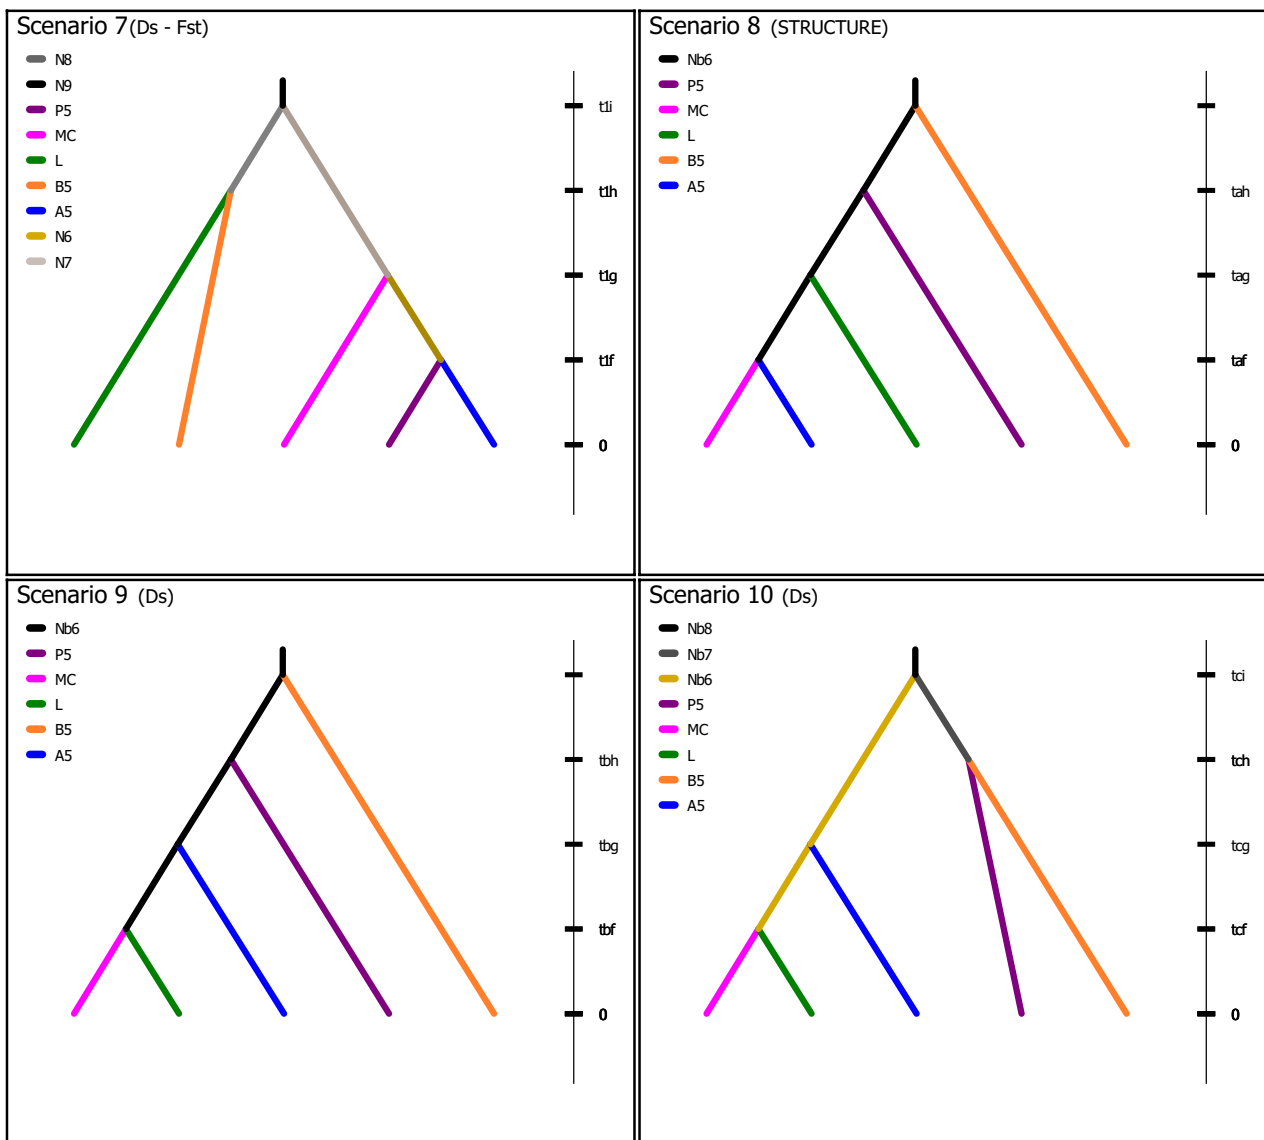 Scenario 7(Ds - Fst)
N8
N9
P5
MC
L
B5
A5
N6
N7
t1i
t1h
t1g
t1f
0
Scenario 8 (STRUCTURE)
Nb6
P5
MC
L
B5
A5
tah
tag
taf
0
Scenario 9 (Ds)
Nb6
P5
MC
L
B5
A5
tbh
tbg
tbf
0
Scenario 10 (Ds)
Nb8
Nb7
Nb6
P5
MC
L
B5
A5
tci
tch
tcg
tcf
0